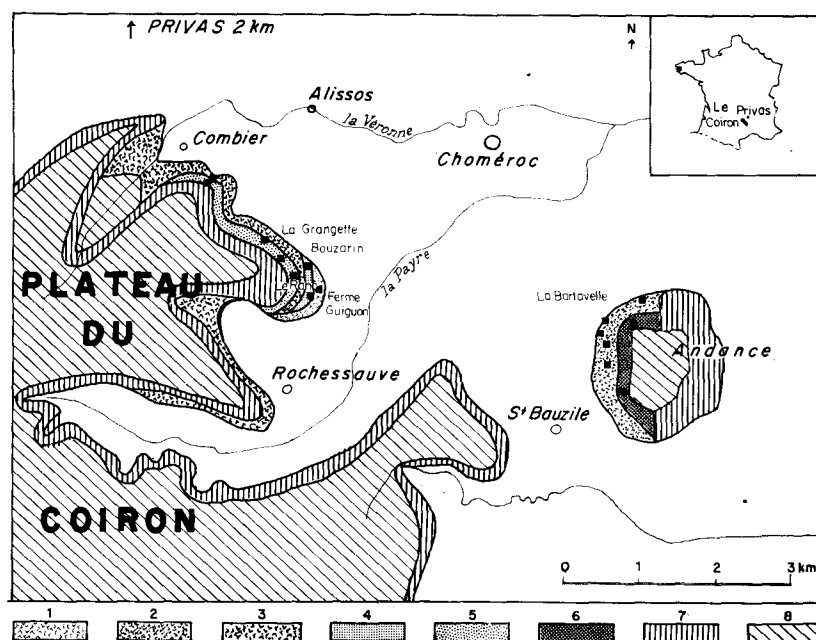 ↑ PRIVAS 2 km
N
↑
Le Privas
Coiron
Alissos
la Véronne
Combier
Choméroc
La Grangette
Bouzarin
PLATEAU
DU
COIRON
Ferme
Guiguon
la Payre
La Bartavelle
Andance
Rochessauve
St Bauzile
0 1 2 3 km
1 2 3 4 5 6 7 8